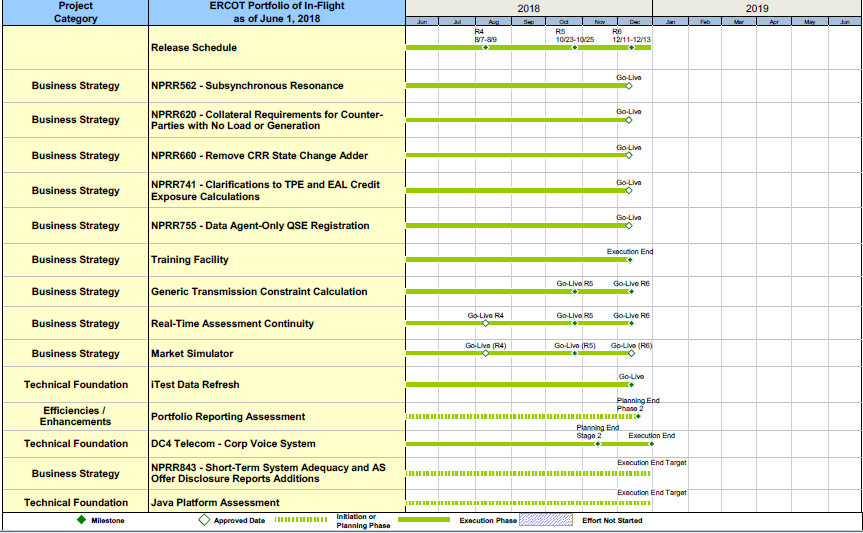 Project
Category
ERCOT Portfolio of In-Flight
as of June 1, 2018
2018
2019
Jun Jul Aug Sep Oct Nov Dec Jan Feb Mar Apr May Jun
Release Schedule
R4
8/7-8/9
R5
10/23-10/25
R6
12/11-12/13
Business Strategy
NPRR562 - Subsynchronous Resonance
Go-Live
Business Strategy
NPRR620 - Collateral Requirements for Counter-
Parties with No Load or Generation
Go-Live
Business Strategy
NPRR660 - Remove CRR State Change Adder
Go-Live
Business Strategy
NPRR741 - Clarifications to TPE and EAL Credit
Exposure Calculations
Go-Live
Business Strategy
NPRR755 - Data Agent-Only QSE Registration
Go-Live
Business Strategy
Training Facility
Execution End
Business Strategy
Generic Transmission Constraint Calculation
Go-Live R5
Go-Live R6
Business Strategy
Real-Time Assessment Continuity
Go-Live R4
Go-Live R5
Go-Live R6
Business Strategy
Market Simulator
Go-Live (R4)
Go-Live (R5)
Go-Live (R6)
Technical Foundation
iTest Data Refresh
Go-Live
Efficiencies /
Enhancements
Portfolio Reporting Assessment
Planning End
Phase 2
Technical Foundation
DC4 Telecom - Corp Voice System
Planning End
Stage 2
Execution End
Business Strategy
NPRR843 - Short-Term System Adequacy and AS
Offer Disclosure Reports Additions
Execution End Target
Technical Foundation
Java Platform Assessment
Execution End Target
Milestone
Approved Date
Initiation or
Planning Phase
Execution Phase
Effort Not Started